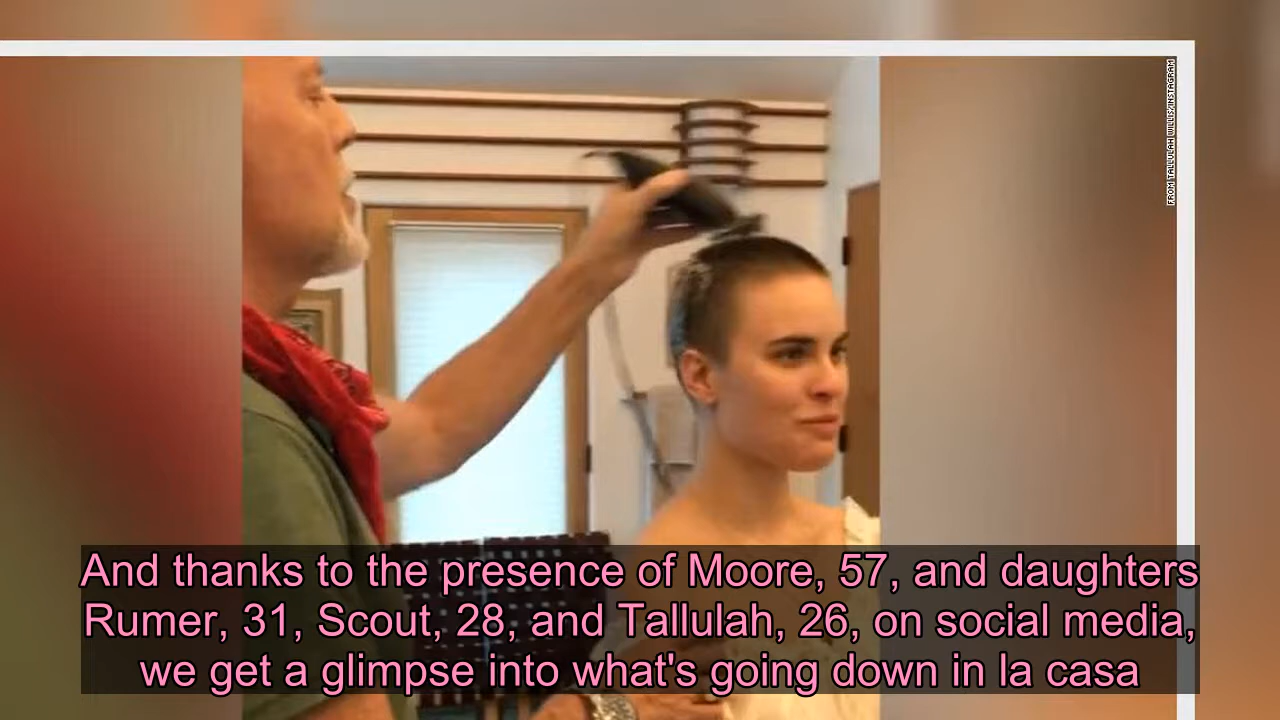 FROM TALLULAH WILLIS/INSTAGRAM
And thanks to the presence of Moore, 57, and daughters
Rumer, 31, Scout, 28, and Tallulah, 26, on social media,
we get a glimpse into what's going down in la casa